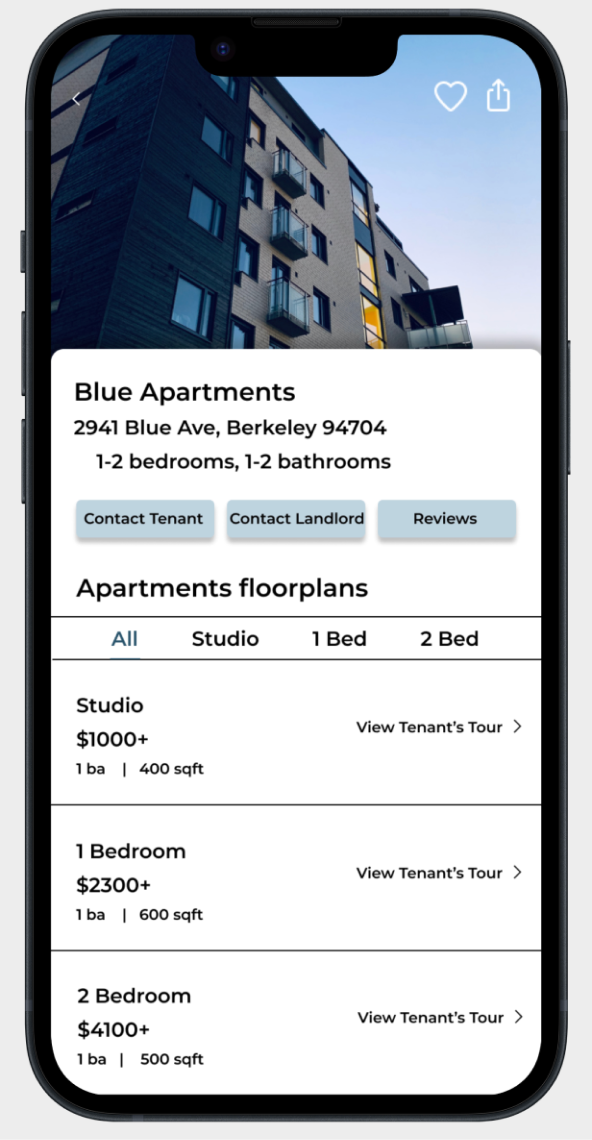 Blue Apartments
2941 Blue Ave, Berkeley 94704
1-2 bedrooms, 1-2 bathrooms
Contact Tenant Contact Landlord Reviews
Apartments floorplans
All Studio 1 Bed 2 Bed
Studio
$1000+
View Tenant's Tour
1 ba | 400 sqft
1 Bedroom
$2300+
View Tenant's Tour
1 ba | 600 sqft
2 Bedroom
$4100+
View Tenant's Tour
1 ba | 500 sqft